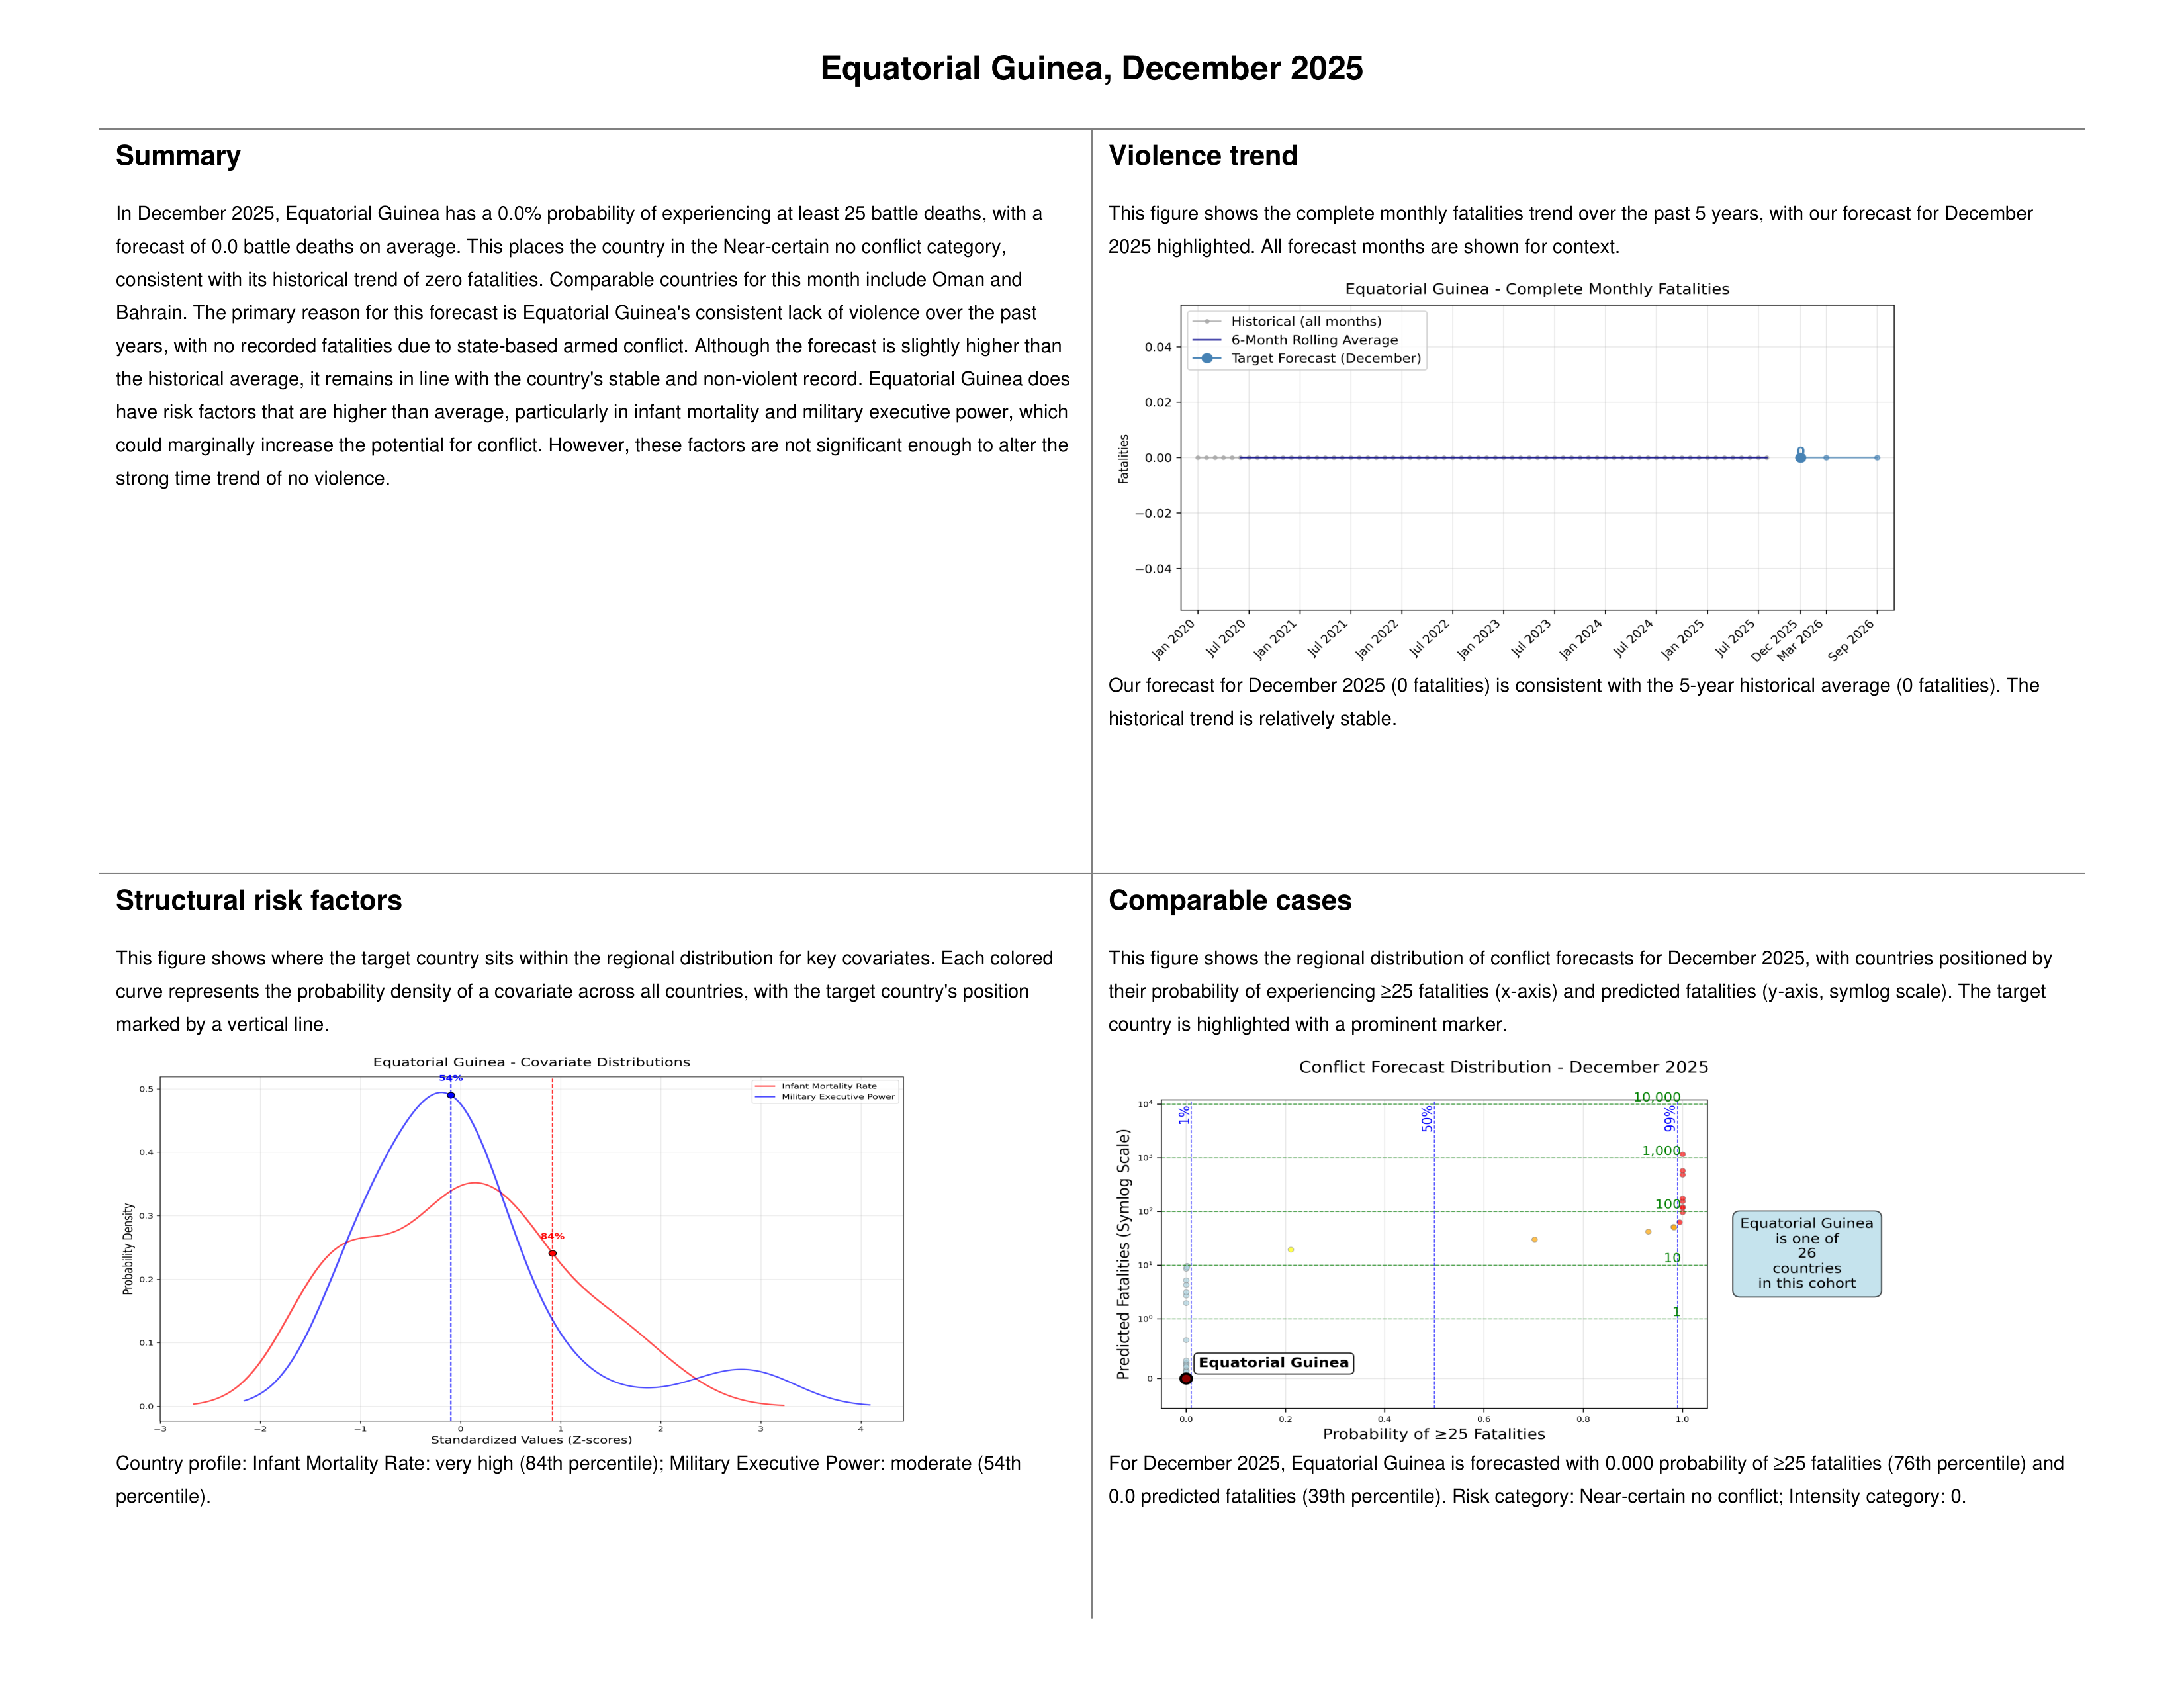 Equatorial Guinea, December 2025
Summary
In December 2025, Equatorial Guinea has a 0.0% probability of experiencing at least 25 battle deaths, with a
forecast of 0.0 battle deaths on average. This places the country in the Near-certain no conflict category,
consistent with its historical trend of zero fatalities. Comparable countries for this month include Oman and
Bahrain. The primary reason for this forecast is Equatorial Guinea's consistent lack of violence over the past
years, with no recorded fatalities due to state-based armed conflict. Although the forecast is slightly higher than
the historical average, it remains in line with the country's stable and non-violent record. Equatorial Guinea does
have risk factors that are higher than average, particularly in infant mortality and military executive power, which
could marginally increase the potential for conflict. However, these factors are not significant enough to alter the
strong time trend of no violence.
Violence trend
This figure shows the complete monthly fatalities trend over the past 5 years, with our forecast for December
2025 highlighted. All forecast months are shown for context.
Equatorial Guinea - Complete Monthly Fatalities
Historical (all months)
6-Month Rolling Average
Target Forecast (December)
Fatalities
0.04
0.02
0.00
−0.02
−0.04
0
Jan 2020
Jul 2020
Jan 2021
Jul 2021
Jan 2022
Jul 2022
Jan 2023
Jul 2023
Jan 2024
Jul 2024
Jan 2025
Jul 2025
Dec 2025
Mar 2026
Sep 2026
Our forecast for December 2025 (0 fatalities) is consistent with the 5-year historical average (0 fatalities). The
historical trend is relatively stable.
Structural risk factors
This figure shows where the target country sits within the regional distribution for key covariates. Each colored
curve represents the probability density of a covariate across all countries, with the target country's position
marked by a vertical line.
Equatorial Guinea - Covariate Distributions
54%
84%
Infant Mortality Rate
Military Executive Power
Probability Density
0.5
0.4
0.3
0.2
0.1
0.0
−3
−2
−1
0
1
2
3
4
Standardized Values (Z-scores)
Country profile: Infant Mortality Rate: very high (84th percentile); Military Executive Power: moderate (54th
percentile).
Comparable cases
This figure shows the regional distribution of conflict forecasts for December 2025, with countries positioned by
their probability of experiencing ≥25 fatalities (x-axis) and predicted fatalities (y-axis, symlog scale). The target
country is highlighted with a prominent marker.
Conflict Forecast Distribution - December 2025
Predicted Fatalities (Symlog Scale)
10⁴
10³
10²
10¹
10⁰
0
1%
50%
99%
10,000
1,000
100
10
1
Equatorial Guinea
0.0
0.2
0.4
0.6
0.8
1.0
Probability of ≥25 Fatalities
Equatorial Guinea
is one of
26
countries
in this cohort
For December 2025, Equatorial Guinea is forecasted with 0.000 probability of ≥25 fatalities (76th percentile) and
0.0 predicted fatalities (39th percentile). Risk category: Near-certain no conflict; Intensity category: 0.